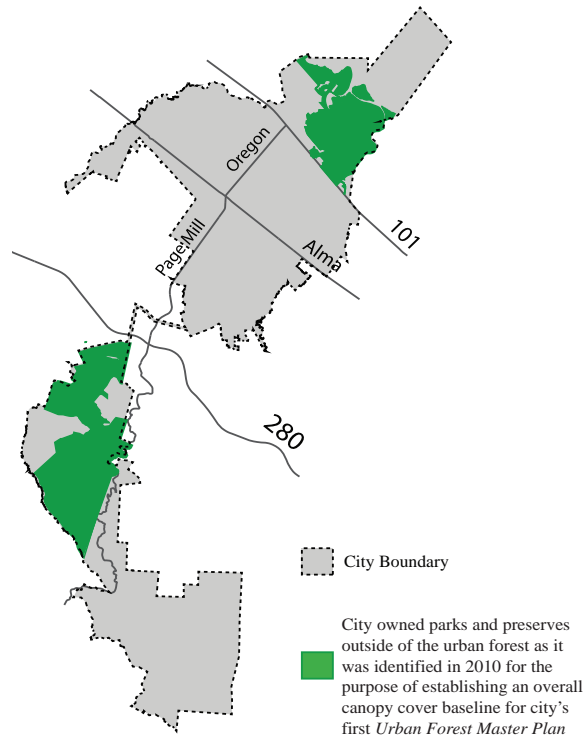 Oregon
101
Page Mill
Alma
280
City Boundary
City owned parks and preserves
outside of the urban forest as it
was identified in 2010 for the
purpose of establishing an overall
canopy cover baseline for city's
first Urban Forest Master Plan